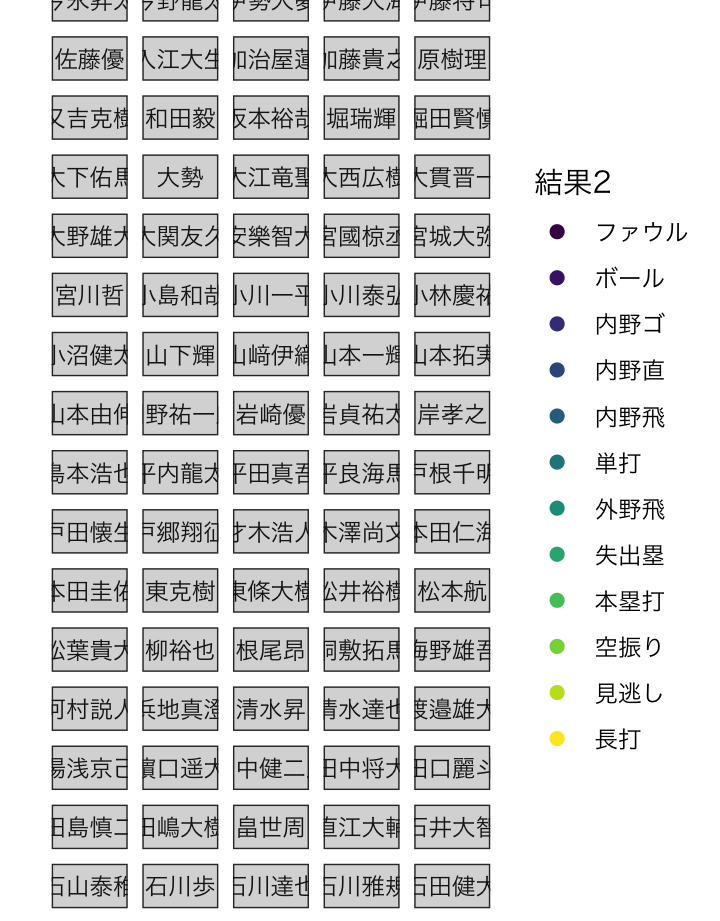 佐藤優 入江大生 加治屋蓮 加藤貴之 原樹理
又吉克樹 和田毅 坂本裕哉 堀瑞輝 堀田賢慎
大下佑馬 大勢 大江竜聖 大西広樹 大貫晋一
大野雄大 大関友久 安樂智大 宮國椋丞 宮城大弥
宮川哲 小島和哉 小川一平 小川泰弘 小林慶祐
小沼健太 山下輝 山﨑伊織 山本一輝 山本拓実
山本由伸 野祐一 岩崎優 岩貞祐太 岸孝之
島本浩也 平内龍太 平田真吾 平良海馬 戸根千明
戸田懐生 戸郷翔征 才木浩人 木澤尚文 本田仁海
本田圭佑 東克樹 東條大樹 松井裕樹 松本航
松葉貴大 柳裕也 根尾昂 桐敷拓馬 海野雄吾
河村説人 浜地真澄 清水昇 清水達也 渡邉雄大
湯浅京己 濵口遥大 中健二 田中将大 田口麗斗
田島慎二 田嶋大樹 畠世周 直江大輔 石井大智
石山泰稚 石川歩 石川達也 石川雅規 石田健大
結果2
ファウル
ボール
内野ゴ
内野直
内野飛
単打
外野飛
失出塁
本塁打
空振り
見逃し
長打